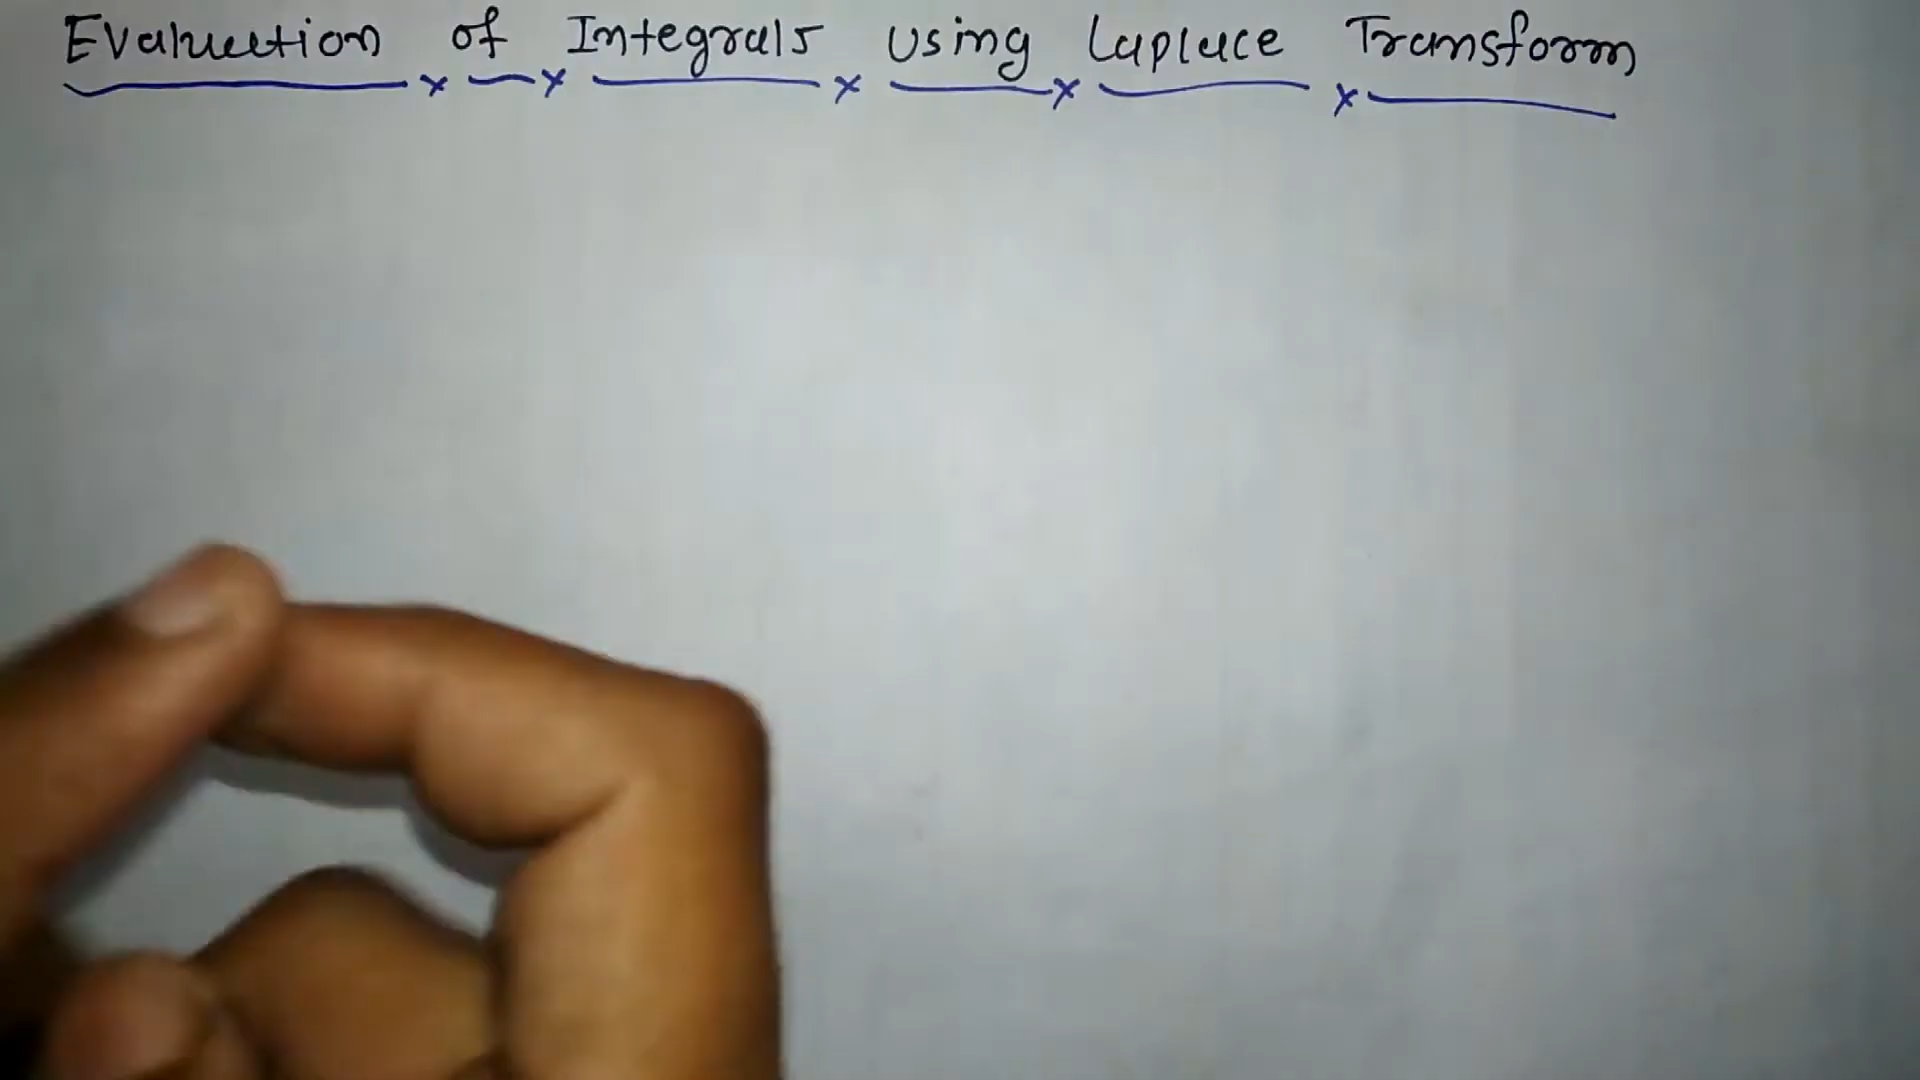 Evaluation of Integrals using Laplace Transform